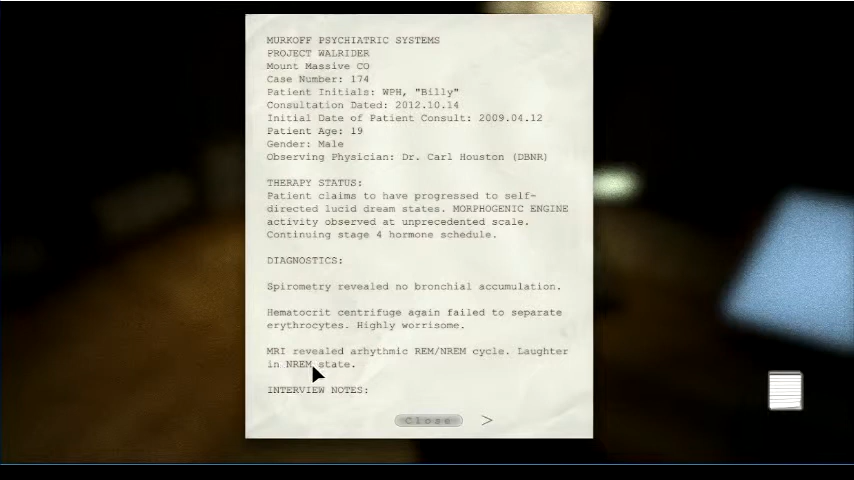 MURKOFF PSYCHIATRIC SYSTEMS
PROJECT WALRIDER
Mount Massive CO
Case Number: 174
Patient Initials: WPH, "Billy"
Consultation Dated: 2012.10.14
Initial Date of Patient Consult: 2009.04.12
Patient Age: 19
Gender: Male
Observing Physician: Dr. Carl Houston (DBNR)
THERAPY STATUS:
Patient claims to have progressed to self-
directed lucid dream states. MORPHOGENIC ENGINE
activity observed at unprecedented scale.
Continuing stage 4 hormone schedule.
DIAGNOSTICS:
Spirometry revealed no bronchial accumulation.
Hematocrit centrifuge again failed to separate
erythrocytes. Highly worrisome.
MRI revealed arhythmic REM/NREM cycle. Laughter
in NREM state.
INTERVIEW NOTES:
Close >